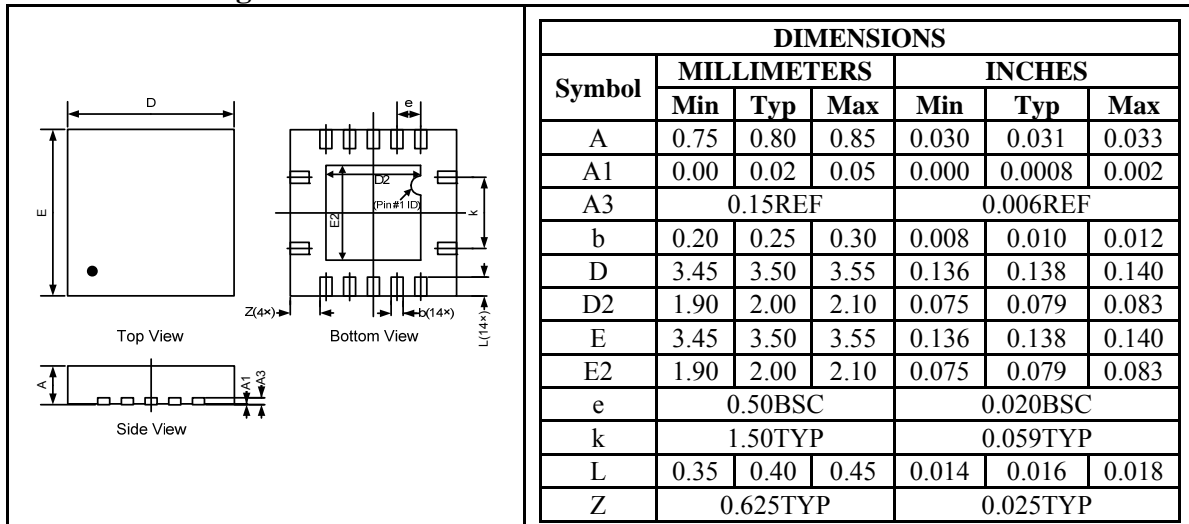 D
e
E
D2
(Pin#1 ID)
E2
k
Z(4×)
b(14×)
L(14×)
Top View
Bottom View
A
A1
A3
Side View
DIMENSIONS
Symbol MILLIMETERS INCHES
Min Typ Max Min Typ Max
A 0.75 0.80 0.85 0.030 0.031 0.033
A1 0.00 0.02 0.05 0.000 0.0008 0.002
A3 0.15REF 0.006REF
b 0.20 0.25 0.30 0.008 0.010 0.012
D 3.45 3.50 3.55 0.136 0.138 0.140
D2 1.90 2.00 2.10 0.075 0.079 0.083
E 3.45 3.50 3.55 0.136 0.138 0.140
E2 1.90 2.00 2.10 0.075 0.079 0.083
e 0.50BSC 0.020BSC
k 1.50TYP 0.059TYP
L 0.35 0.40 0.45 0.014 0.016 0.018
Z 0.625TYP 0.025TYP